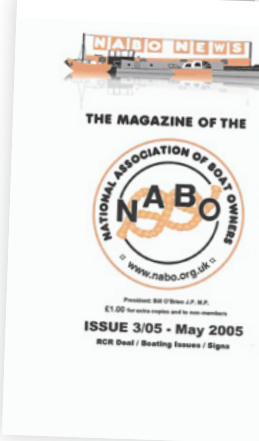 NABO NEWS
THE MAGAZINE OF THE
NATIONAL ASSOCIATION OF BOAT OWNERS
NABO
www.nabo.org.uk
President: Bill O'Brien J.P. M.P.
£1.00 for extra copies and to non-members
ISSUE 3/05 - May 2005
RCR Deal / Boating Issues / Signs